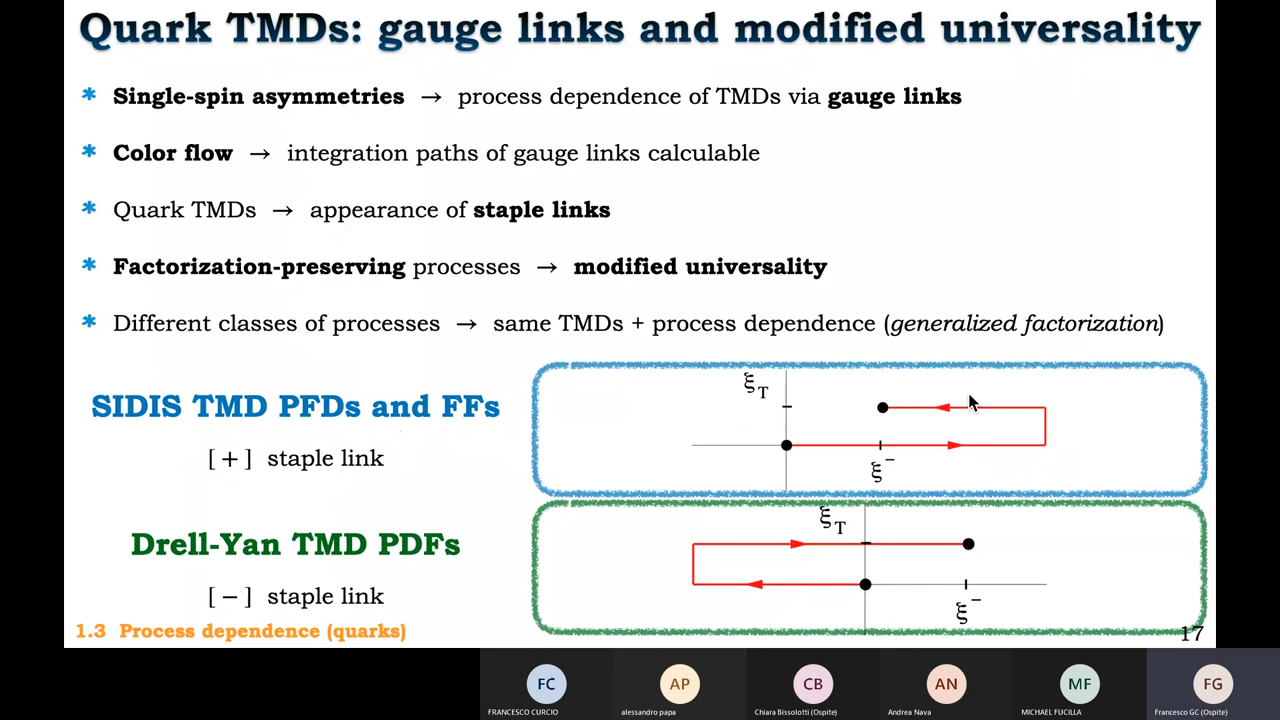 Quark TMDs: gauge links and modified universality
* Single-spin asymmetries → process dependence of TMDs via gauge links
* Color flow → integration paths of gauge links calculable
* Quark TMDs → appearance of staple links
* Factorization-preserving processes → modified universality
* Different classes of processes → same TMDs + process dependence (generalized factorization)
SIDIS TMD PFDs and FFs
[ + ] staple link
ξT
ξ−
Drell-Yan TMD PDFs
[ − ] staple link
ξT
ξ−
1.3 Process dependence (quarks)
17
FC
AP
CB
AN
MF
FG
FRANCESCO CURCIO
alessandro papa
Chiara Bissolotti (Ospite)
Andrea Nava
MICHAEL FUCILLA
Francesco GC (Ospite)